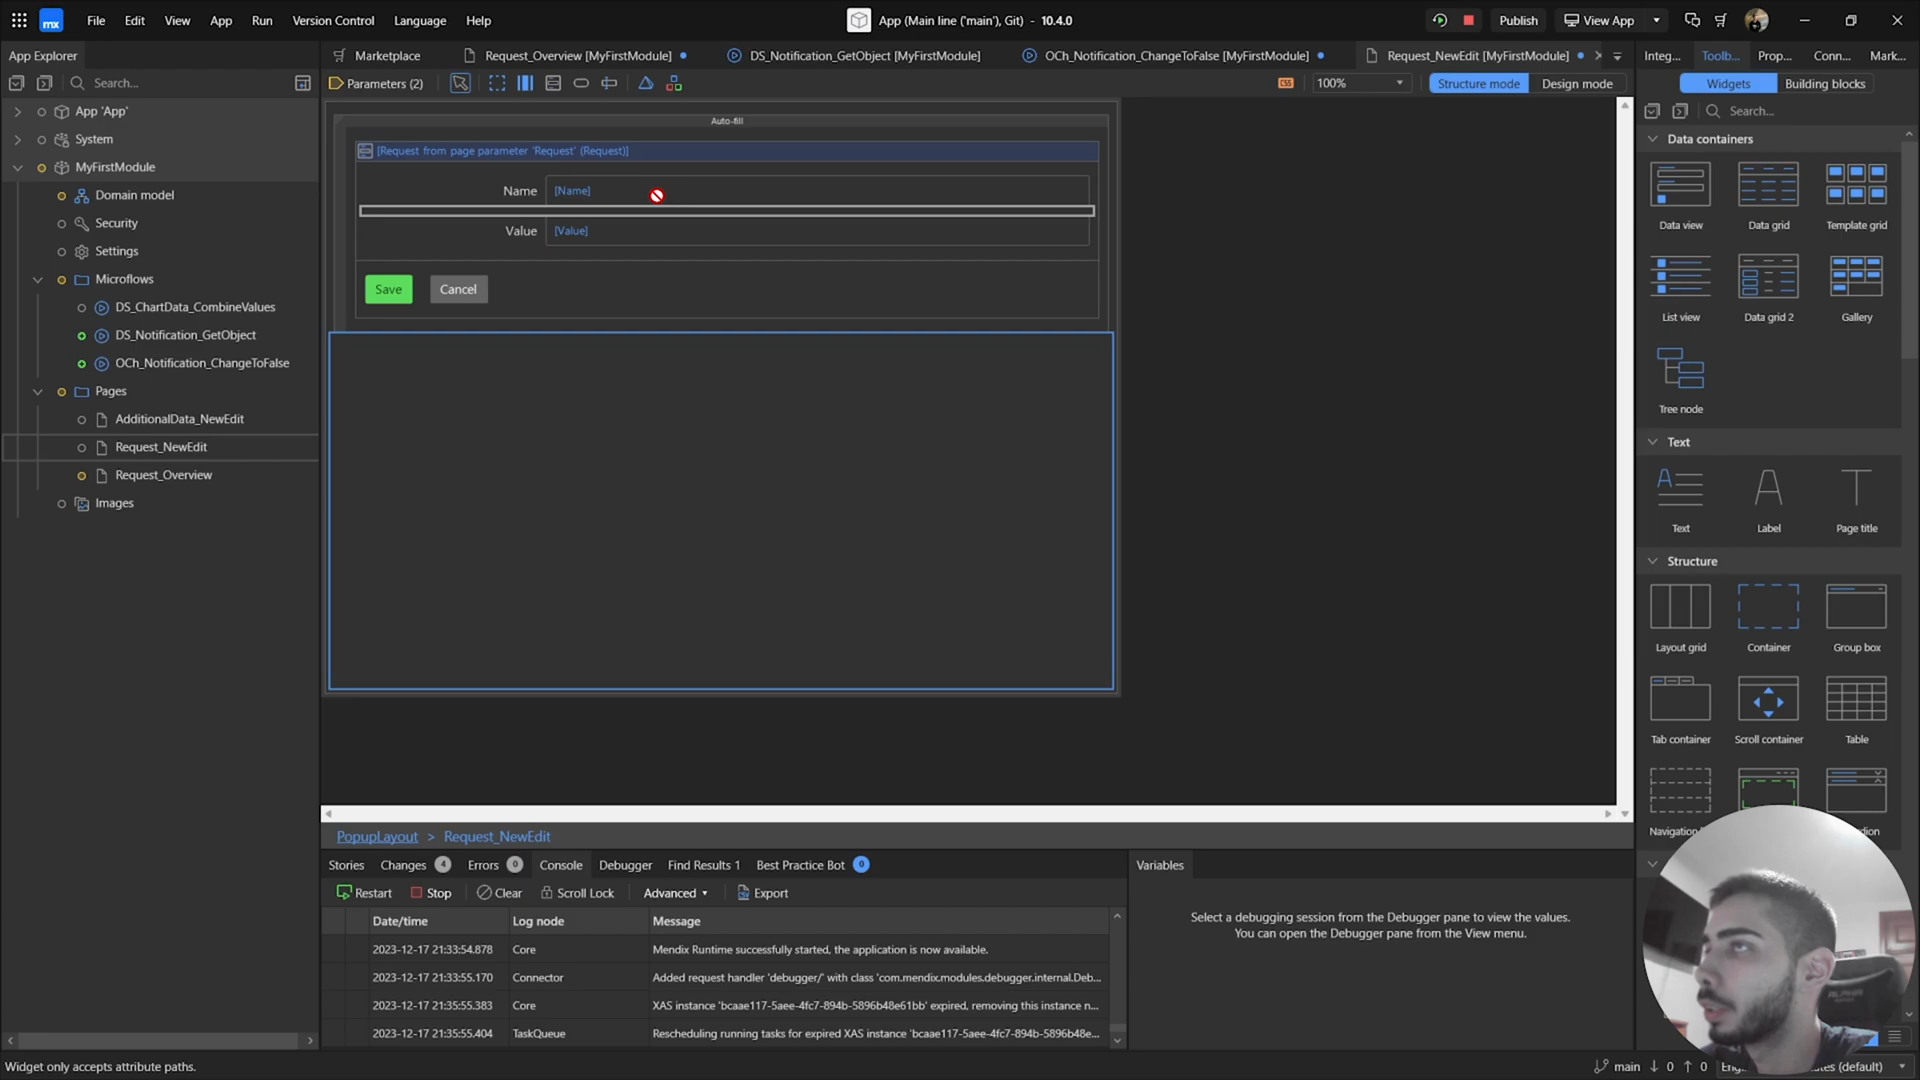 mx File Edit View App Run Version Control Language Help
App (Main line ('main'), Git) - 10.4.0
Publish View App
App Explorer
Marketplace
Request_Overview [MyFirstModule]
DS_Notification_GetObject [MyFirstModule]
OCh_Notification_ChangeToFalse [MyFirstModule]
Request_NewEdit [MyFirstModule]
Integ... Toolb... Prop... Conn... Mark...
Search...
Parameters (2)
CSS
100%
Structure mode Design mode
Widgets Building blocks
Search...
App 'App'
System
MyFirstModule
Domain model
Security
Settings
Microflows
DS_ChartData_CombineValues
DS_Notification_GetObject
OCh_Notification_ChangeToFalse
Pages
AdditionalData_NewEdit
Request_NewEdit
Request_Overview
Images
Auto-fill
[Request from page parameter 'Request' (Request)]
Name [Name]
Value [Value]
Save Cancel
Data containers
Data view Data grid Template grid
List view Data grid 2 Gallery
Tree node
Text
Text Label Page title
Structure
Layout grid Container Group box
Tab container Scroll container Table
PopupLayout > Request_NewEdit
Stories Changes 4 Errors 0 Console Debugger Find Results 1 Best Practice Bot 0
Restart Stop Clear Scroll Lock Advanced Export
Date/time Log node Message
2023-12-17 21:33:54.878 Core Mendix Runtime successfully started, the application is now available.
2023-12-17 21:33:55.170 Connector Added request handler 'debugger/' with class 'com.mendix.modules.debugger.internal.Deb...
2023-12-17 21:35:55.383 Core XAS instance 'bcaae117-5aee-4fc7-894b-5896b48e61bb' expired, removing this instance n...
2023-12-17 21:35:55.404 TaskQueue Rescheduling running tasks for expired XAS instance 'bcaae117-5aee-4fc7-894b-5896b48e...
Variables
Select a debugging session from the Debugger pane to view the values.
You can open the Debugger pane from the View menu.
Widget only accepts attribute paths.
main 0 0 (default)